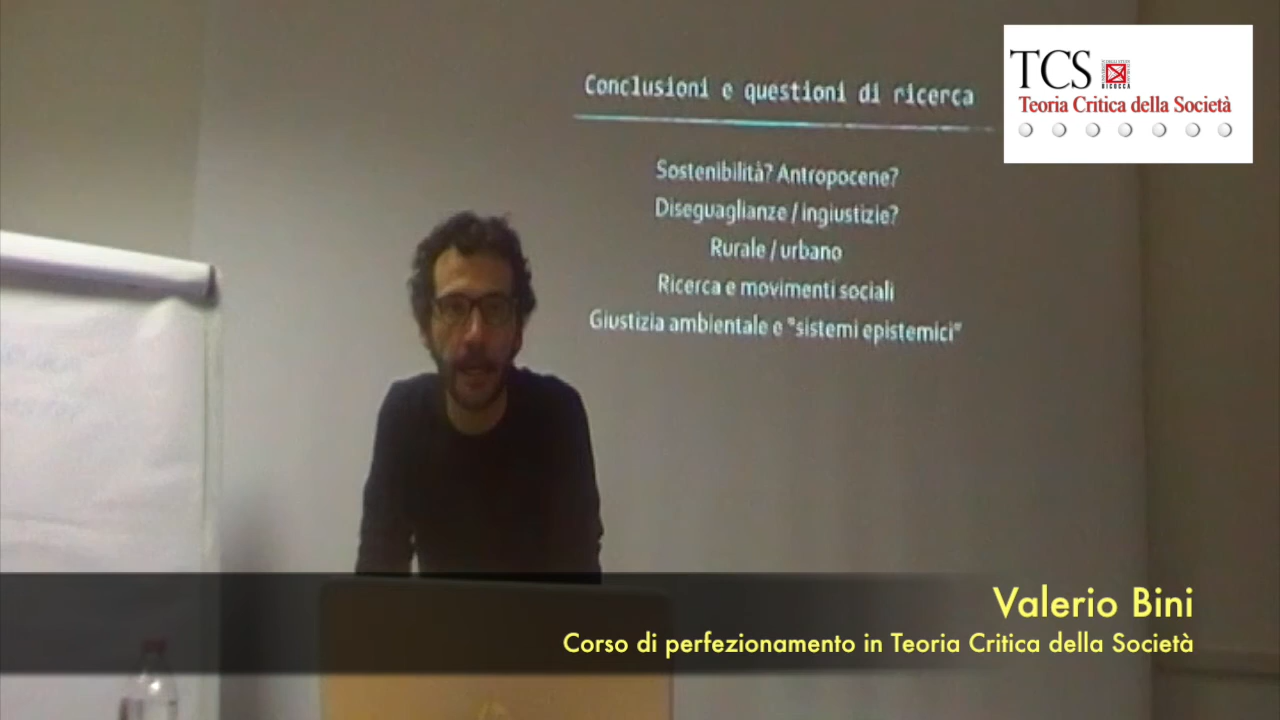 TCS
BICOCCA
Teoria Critica della Società
Conclusioni e questioni di ricerca
Sostenibilità? Antropocene?
Diseguaglianze / ingiustizie?
Rurale / urbano
Ricerca e movimenti sociali
Giustizia ambientale e "sistemi epistemici"
Valerio Bini
Corso di perfezionamento in Teoria Critica della Società